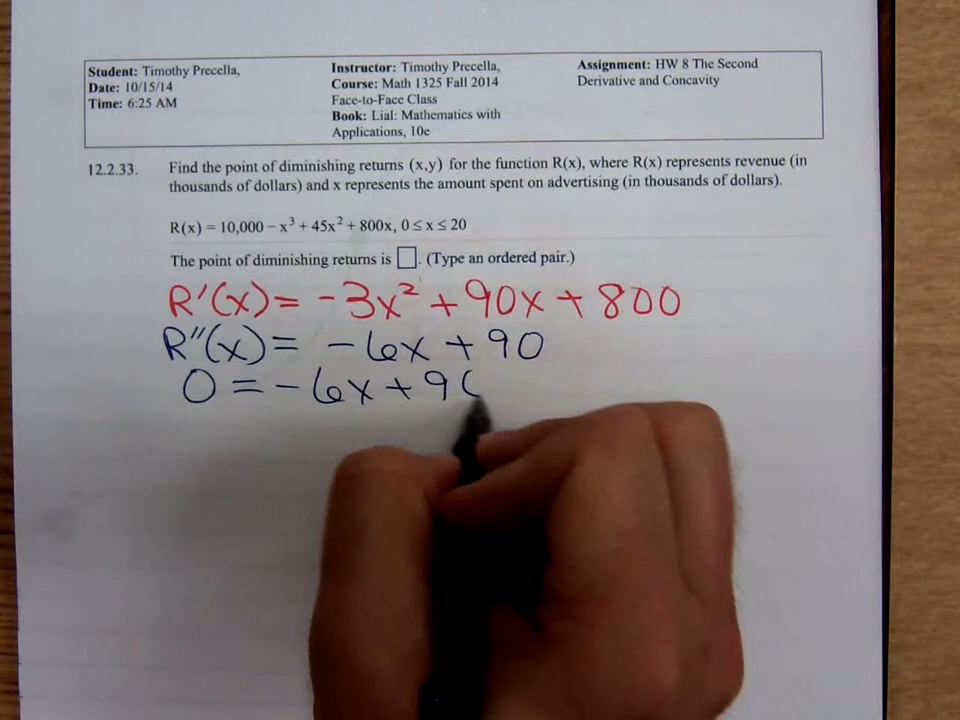 Student: Timothy Precella,
Date: 10/15/14
Time: 6:25 AM
Instructor: Timothy Precella,
Course: Math 1325 Fall 2014
Face-to-Face Class
Book: Lial: Mathematics with
Applications, 10e
Assignment: HW 8 The Second
Derivative and Concavity
12.2.33. Find the point of diminishing returns (x,y) for the function R(x), where R(x) represents revenue (in
thousands of dollars) and x represents the amount spent on advertising (in thousands of dollars).
R(x) = 10,000 − x³ + 45x² + 800x, 0 ≤ x ≤ 20
The point of diminishing returns is □. (Type an ordered pair.)
R'(x) = -3x² + 90x + 800
R''(x) = -6x + 90
0 = -6x + 90